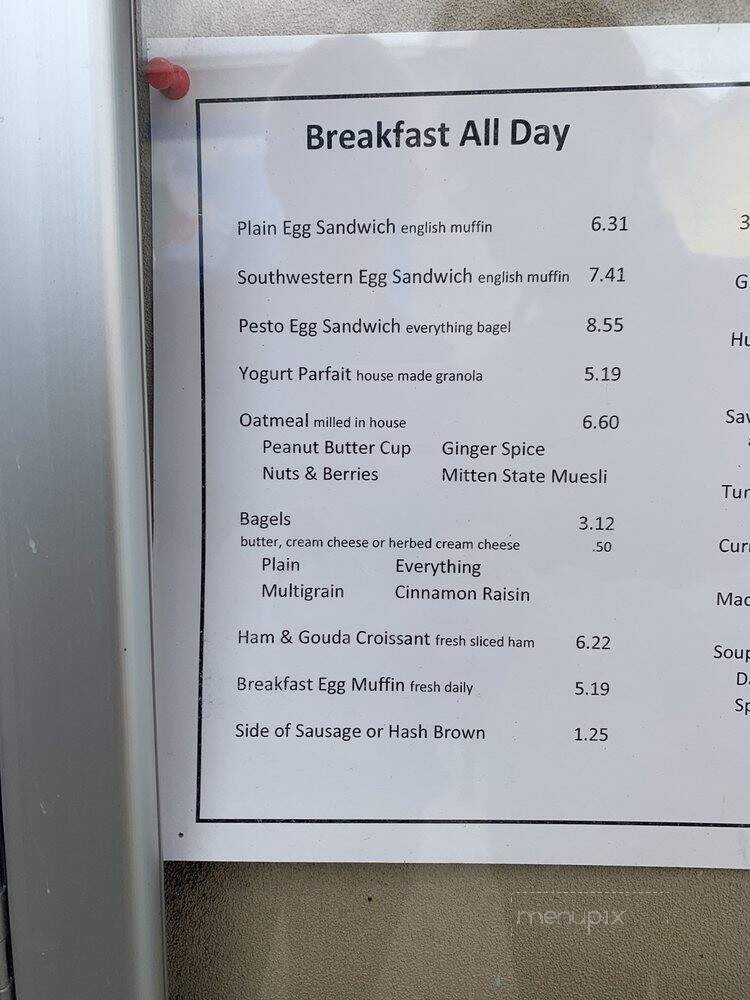 Breakfast All Day
Plain Egg Sandwich english muffin 6.31
Southwestern Egg Sandwich english muffin 7.41
Pesto Egg Sandwich everything bagel 8.55
Yogurt Parfait house made granola 5.19
Oatmeal milled in house 6.60
Peanut Butter Cup Ginger Spice
Nuts & Berries Mitten State Muesli
Bagels 3.12
butter, cream cheese or herbed cream cheese .50
Plain Everything
Multigrain Cinnamon Raisin
Ham & Gouda Croissant fresh sliced ham 6.22
Breakfast Egg Muffin fresh daily 5.19
Side of Sausage or Hash Brown 1.25
menupix